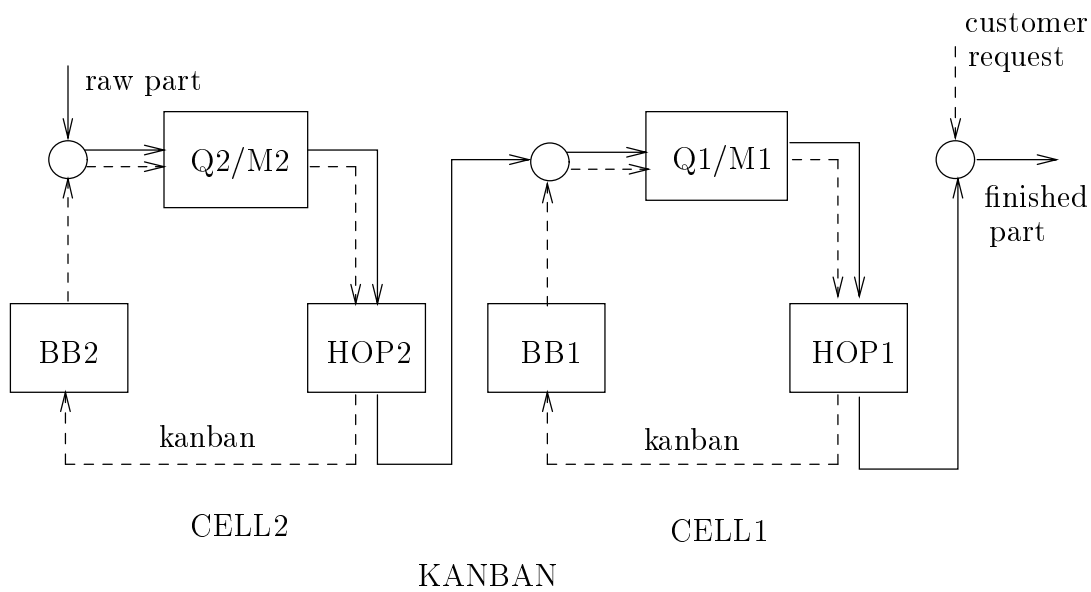 customer
request
raw part
Q2/M2
Q1/M1
finished
part
BB2
HOP2
BB1
HOP1
kanban
kanban
CELL2
CELL1
KANBAN